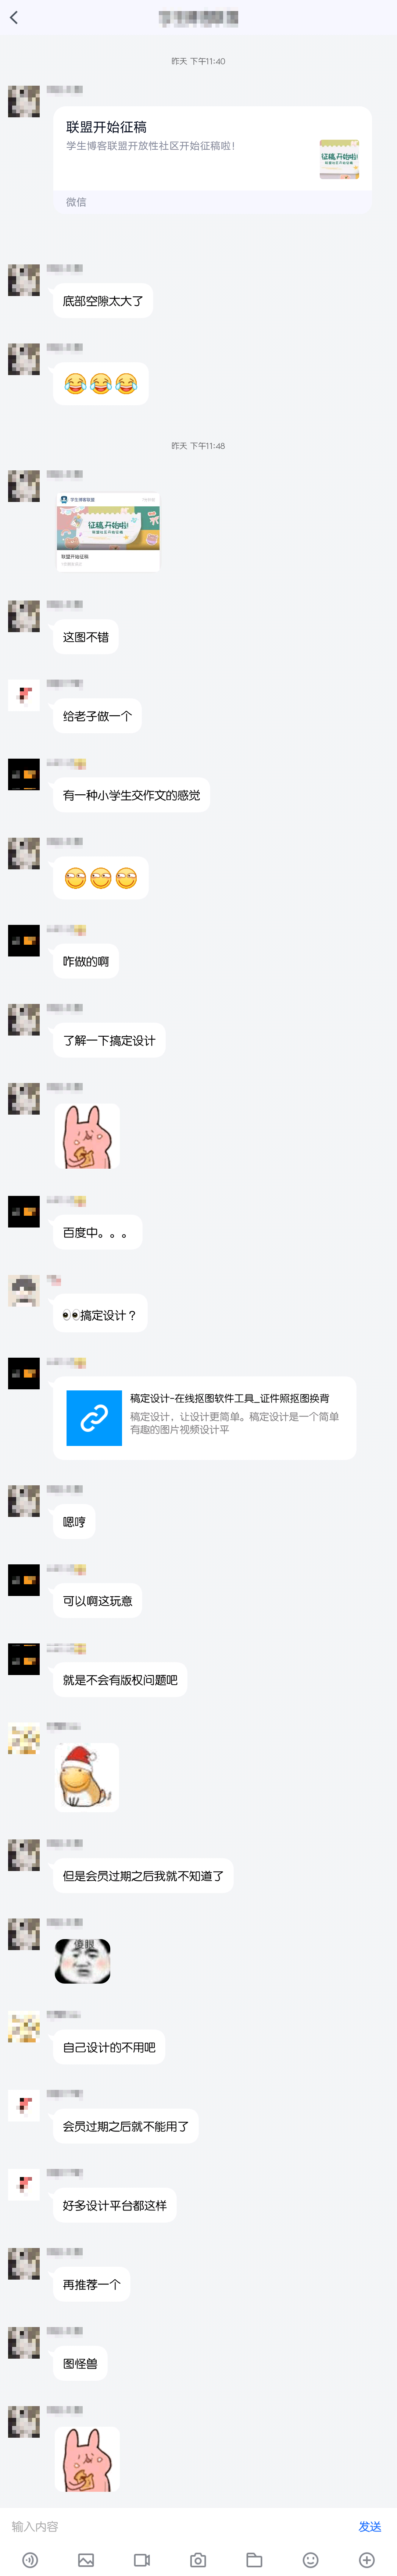 昨天 下午11:40
联盟开始征稿
学生博客联盟开放性社区开始征稿啦！
征稿,开始啦!
微信
底部空隙太大了
昨天 下午11:48
学生博客联盟
征稿,开始啦!
联盟开始征稿
这图不错
给老子做一个
有一种小学生交作文的感觉
咋做的啊
了解一下搞定设计
百度中。。。
👀搞定设计？
稿定设计-在线抠图软件工具_证件照抠图换背
稿定设计，让设计更简单。稿定设计是一个简单
有趣的图片视频设计平
嗯哼
可以啊这玩意
就是不会有版权问题吧
但是会员过期之后我就不知道了
傻眼
自己设计的不用吧
会员过期之后就不能用了
好多设计平台都这样
再推荐一个
图怪兽
输入内容
发送